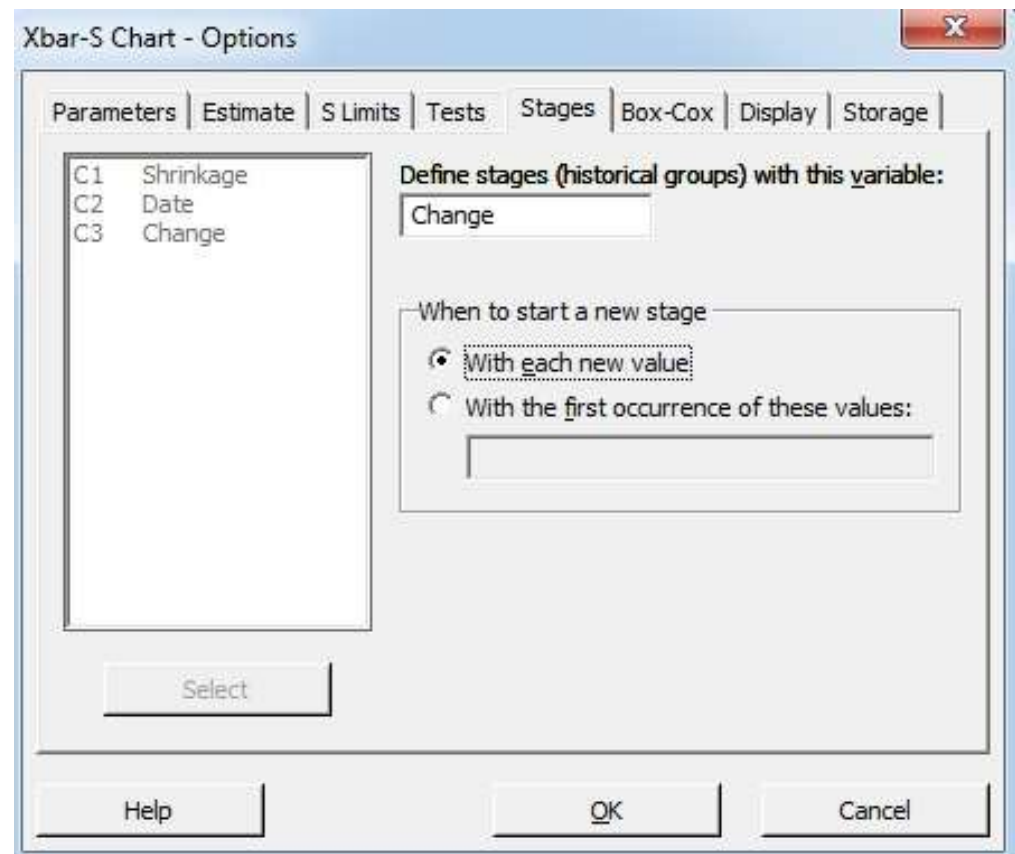 Xbar-S Chart - Options
Parameters Estimate S Limits Tests Stages Box-Cox Display Storage
C1 Shrinkage
C2 Date
C3 Change
Define stages (historical groups) with this variable:
Change
When to start a new stage
With each new value
With the first occurrence of these values:
Select
Help OK Cancel